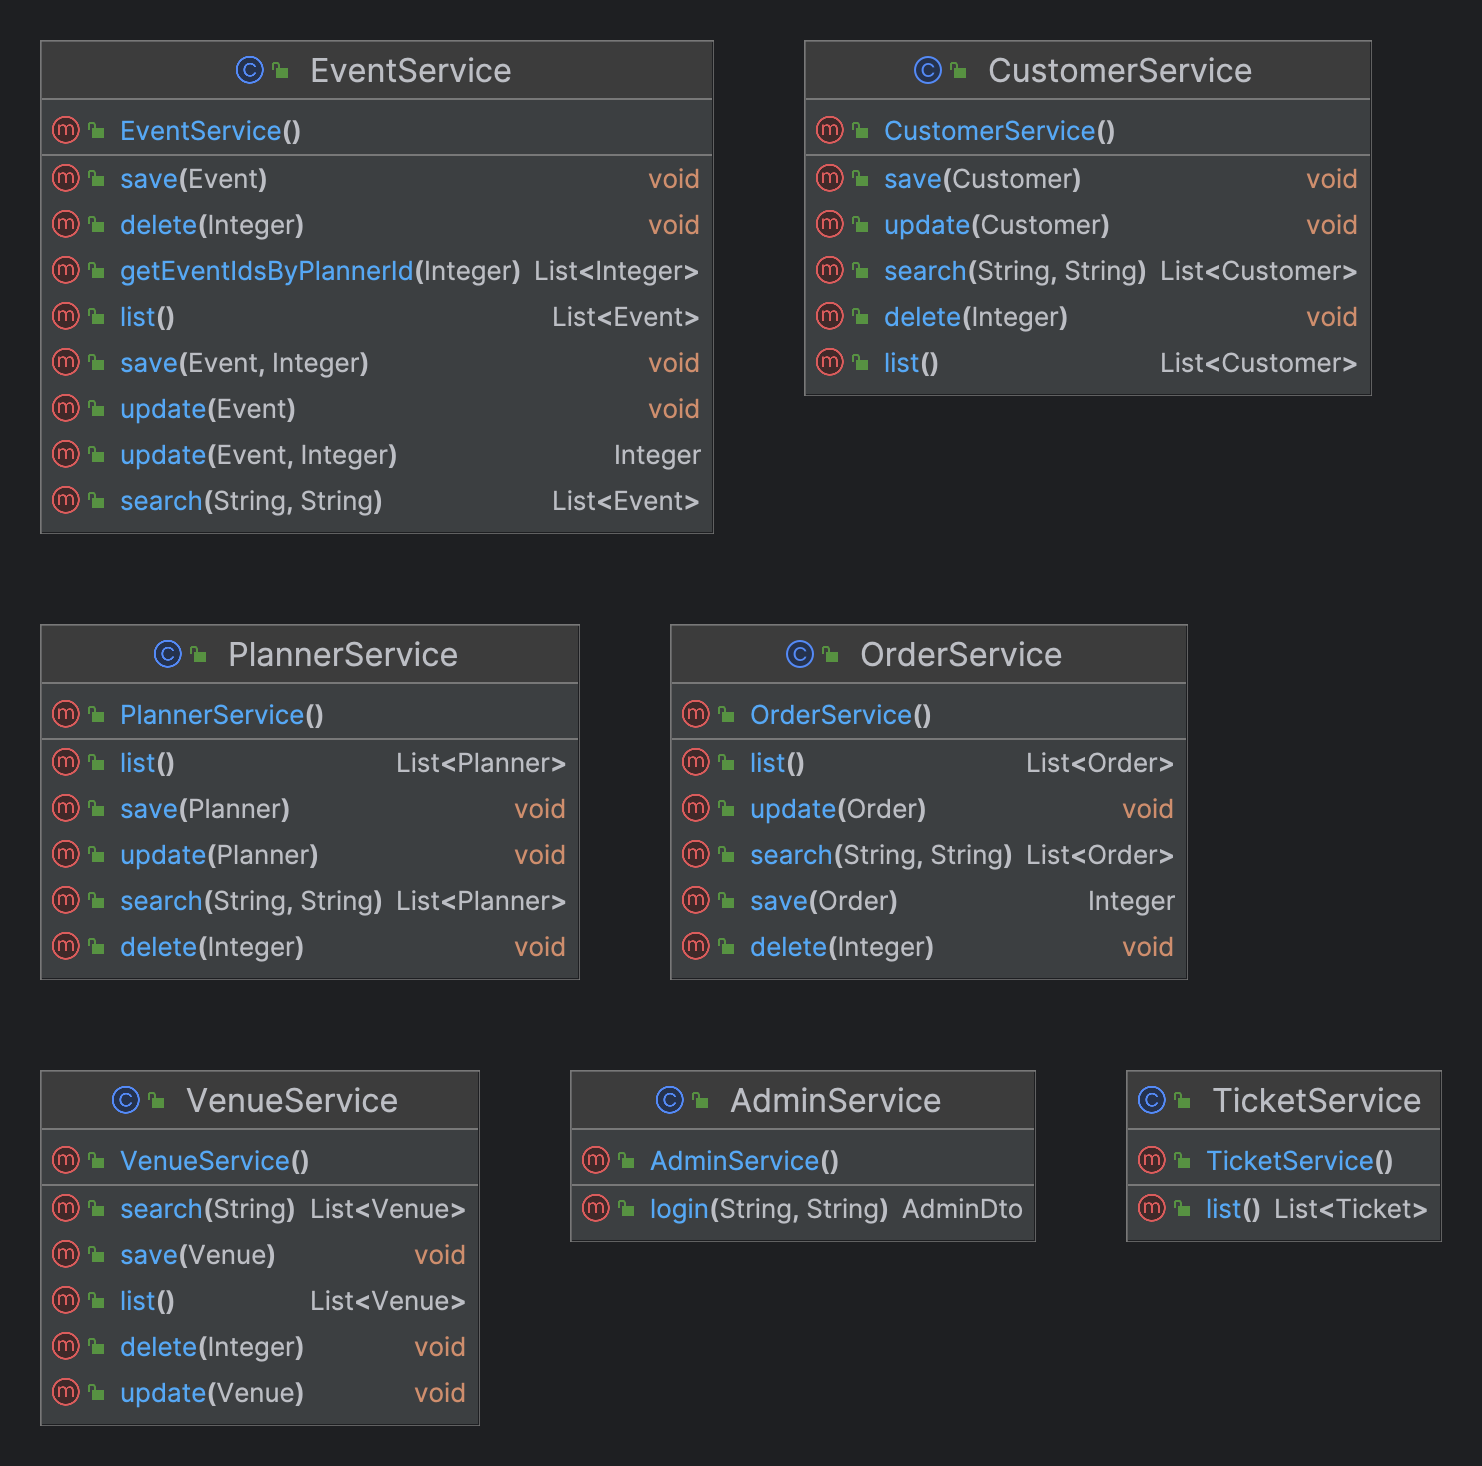 EventService
EventService()
save(Event) void
delete(Integer) void
getEventIdsByPlannerId(Integer) List<Integer>
list() List<Event>
save(Event, Integer) void
update(Event) void
update(Event, Integer) Integer
search(String, String) List<Event>
CustomerService
CustomerService()
save(Customer) void
update(Customer) void
search(String, String) List<Customer>
delete(Integer) void
list() List<Customer>
PlannerService
PlannerService()
list() List<Planner>
save(Planner) void
update(Planner) void
search(String, String) List<Planner>
delete(Integer) void
OrderService
OrderService()
list() List<Order>
update(Order) void
search(String, String) List<Order>
save(Order) Integer
delete(Integer) void
VenueService
VenueService()
search(String) List<Venue>
save(Venue) void
list() List<Venue>
delete(Integer) void
update(Venue) void
AdminService
AdminService()
login(String, String) AdminDto
TicketService
TicketService()
list() List<Ticket>